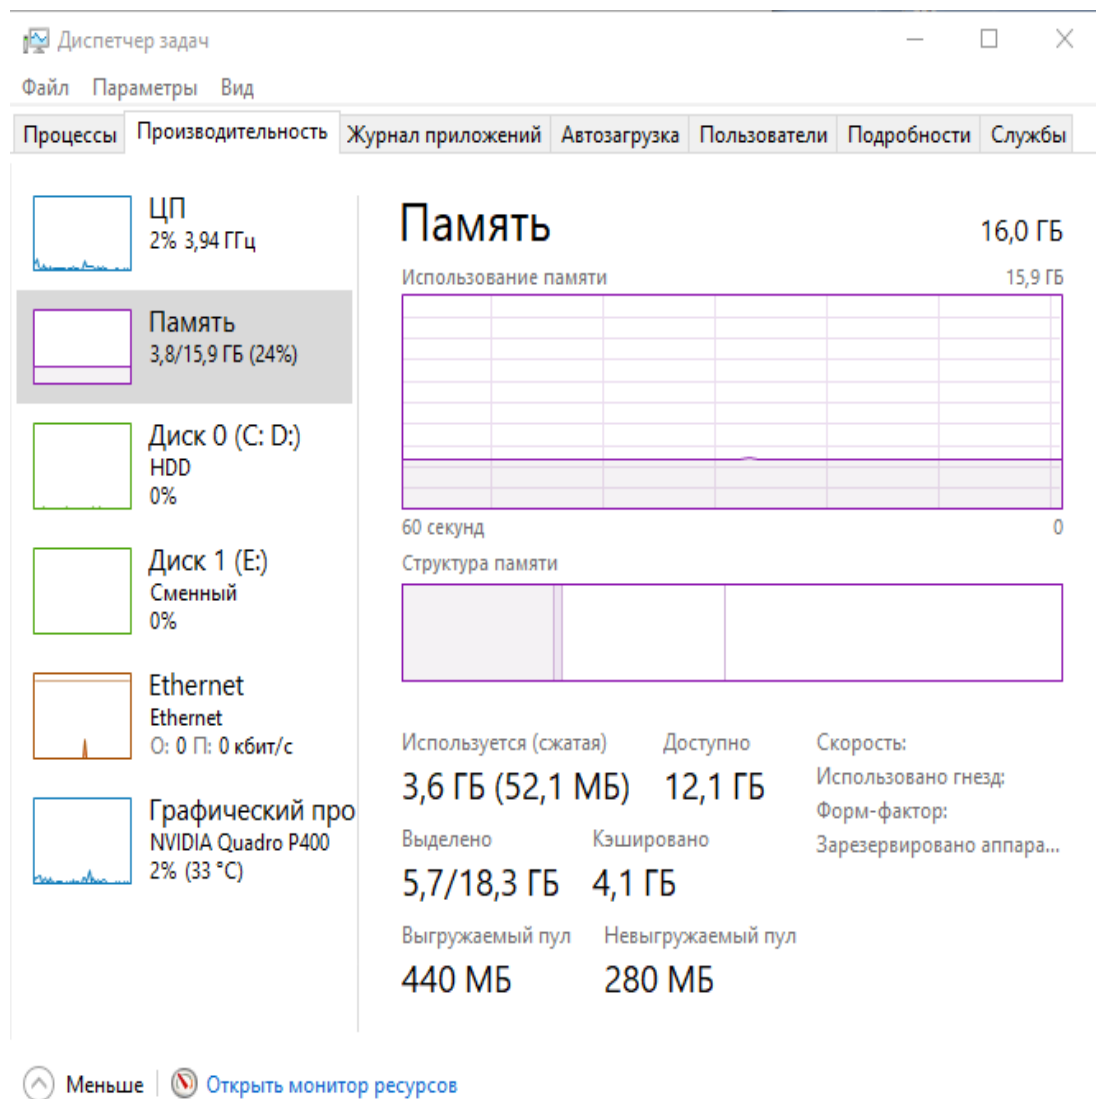 Диспетчер задач
Файл Параметры Вид
Процессы Производительность Журнал приложений Автозагрузка Пользователи Подробности Службы
ЦП
2% 3,94 ГГц
Память
3,8/15,9 ГБ (24%)
Диск 0 (C: D:)
HDD
0%
Диск 1 (E:)
Сменный
0%
Ethernet
Ethernet
О: 0 П: 0 кбит/с
Графический про
NVIDIA Quadro P400
2% (33 °C)
Память 16,0 ГБ
Использование памяти 15,9 ГБ
60 секунд 0
Структура памяти
Используется (сжатая) Доступно
3,6 ГБ (52,1 МБ) 12,1 ГБ
Выделено Кэшировано
5,7/18,3 ГБ 4,1 ГБ
Выгружаемый пул Невыгружаемый пул
440 МБ 280 МБ
Скорость:
Использовано гнезд:
Форм-фактор:
Зарезервировано аппара...
Меньше Открыть монитор ресурсов